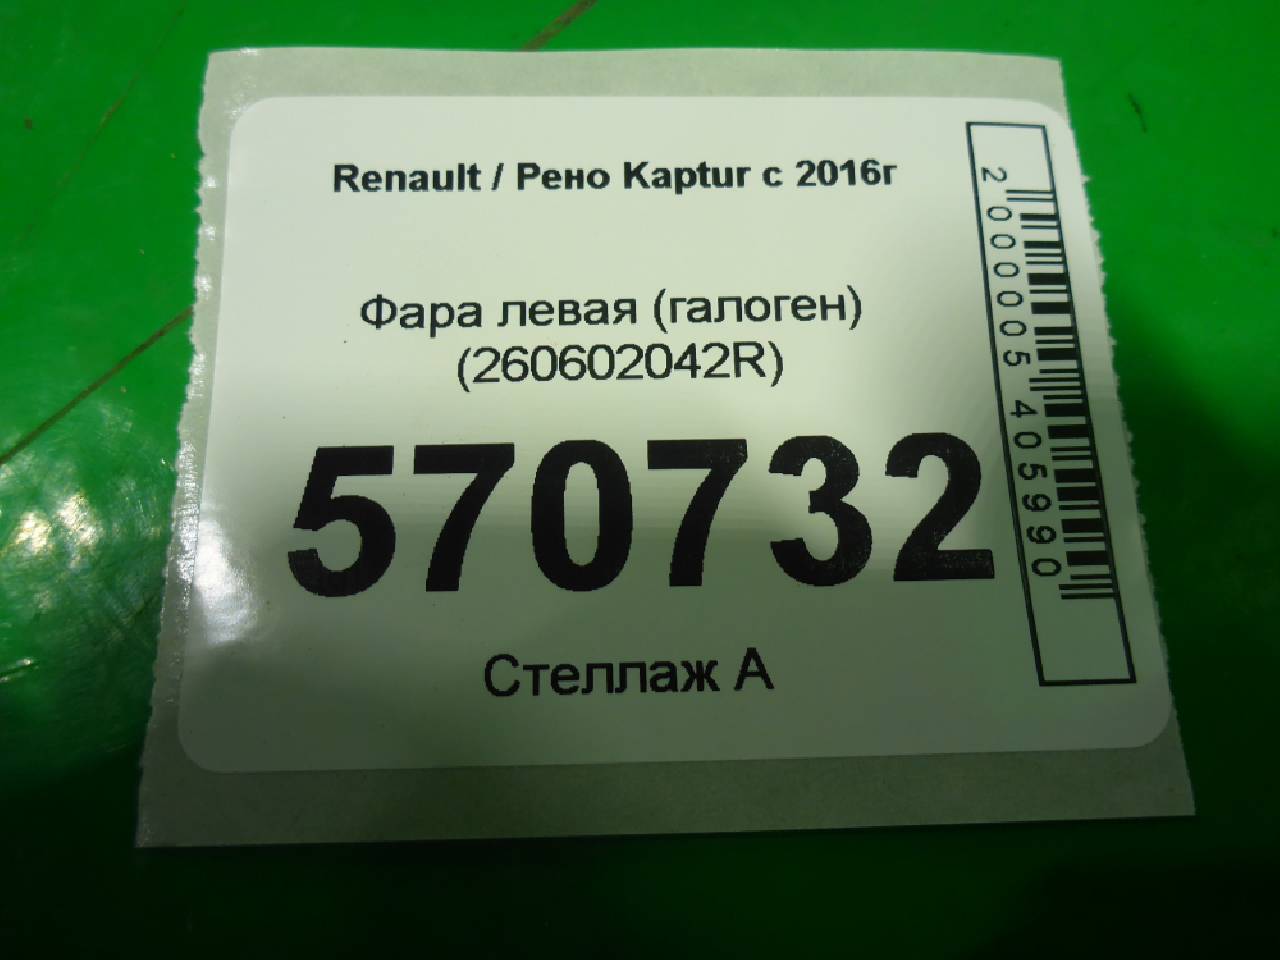 Renault / Рено Kaptur с 2016г
Фара левая (галоген)
(260602042R)
570732
Стеллаж А
2000005405990